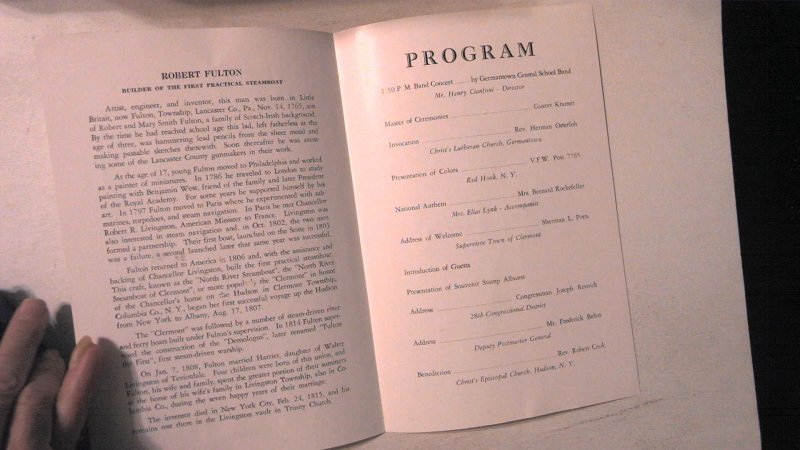 ROBERT FULTON
BUILDER OF THE FIRST PRACTICAL STEAMBOAT
Artist, engineer, and inventor, this man was born in Little
Britain, now Fulton, Township, Lancaster Co., Pa., Nov. 14, 1765, son
of Robert and Mary Smith Fulton, a family of Scotch-Irish background.
By the time he had reached school age this lad, left fatherless at the
age of three, was hammering lead pencils from the sheet metal and
making passable sketches therewith. Soon thereafter he was assist-
ing some of the Lancaster County gunmakers in their work.
At the age of 17, young Fulton moved to Philadelphia and worked
as a painter of miniatures. In 1786 he traveled to London to study
painting with Benjamin West, friend of the family and later President
of the Royal Academy. For some years he supported himself by his
art. In 1797 Fulton moved to Paris where he experimented with sub-
marines, torpedoes, and steam navigation. In Paris he met Chancellor
Robert R. Livingston, American Minister to France. Livingston was
also interested in steam navigation and, in Oct. 1802, the two men
formed a partnership. Their first boat, launched on the Seine in 1803
was a failure, a second launched later that same year was successful.
Fulton returned to America in 1806 and, with the assistance and
backing of Chancellor Livingston, built the first practical steamboat.
This craft, known as the "North River Steamboat", the "North River
Steamboat of Clermont", or more popularly the "Clermont" in honor
of the Chancellor's home on the Hudson in Clermont Township,
Columbia Co., N. Y., began her first successful voyage up the Hudson
from New York to Albany, Aug. 17, 1807.
The "Clermont" was followed by a number of steam-driven river
and ferry boats built under Fulton's supervision. In 1814 Fulton super-
vised the construction of the "Demologus", later renamed "Fulton
the First", first steam-driven warship.
On Jan. 7, 1808, Fulton married Harriet, daughter of Walter
Livingston of Teviotdale. Four children were born of this union, and
Fulton, his wife and family, spent the greater portion of their summers
at the home of his wife's family in Livingston Township, also in Co-
lumbia Co., during the seven happy years of their marriage.
The inventor died in New York City, Feb. 24, 1815, and his
remains rest there in the Livingston vault in Trinity Church.
PROGRAM
1:50 P. M. Band Concert ...... by Germantown Central School Band
Mr. Henry Cianfoni - Director
Master of Ceremonies Gustav Kramer
Invocation Rev. Herman Osterloh
Christ's Lutheran Church, Germantown
Presentation of Colors V.F.W. Post 7765
Red Hook, N. Y.
National Anthem Mrs. Bernard Rockefeller
Mrs. Elias Lynk - Accompanist
Address of Welcome Sherman L. Potts
Supervisor Town of Clermont
Introduction of Guests
Presentation of Souvenir Stamp Albums
Address Congressman Joseph Resnick
28th Congressional District
Address Mr. Frederick Belen
Deputy Postmaster General
Benediction Rev. Robert Cook
Christ's Episcopal Church, Hudson, N. Y.